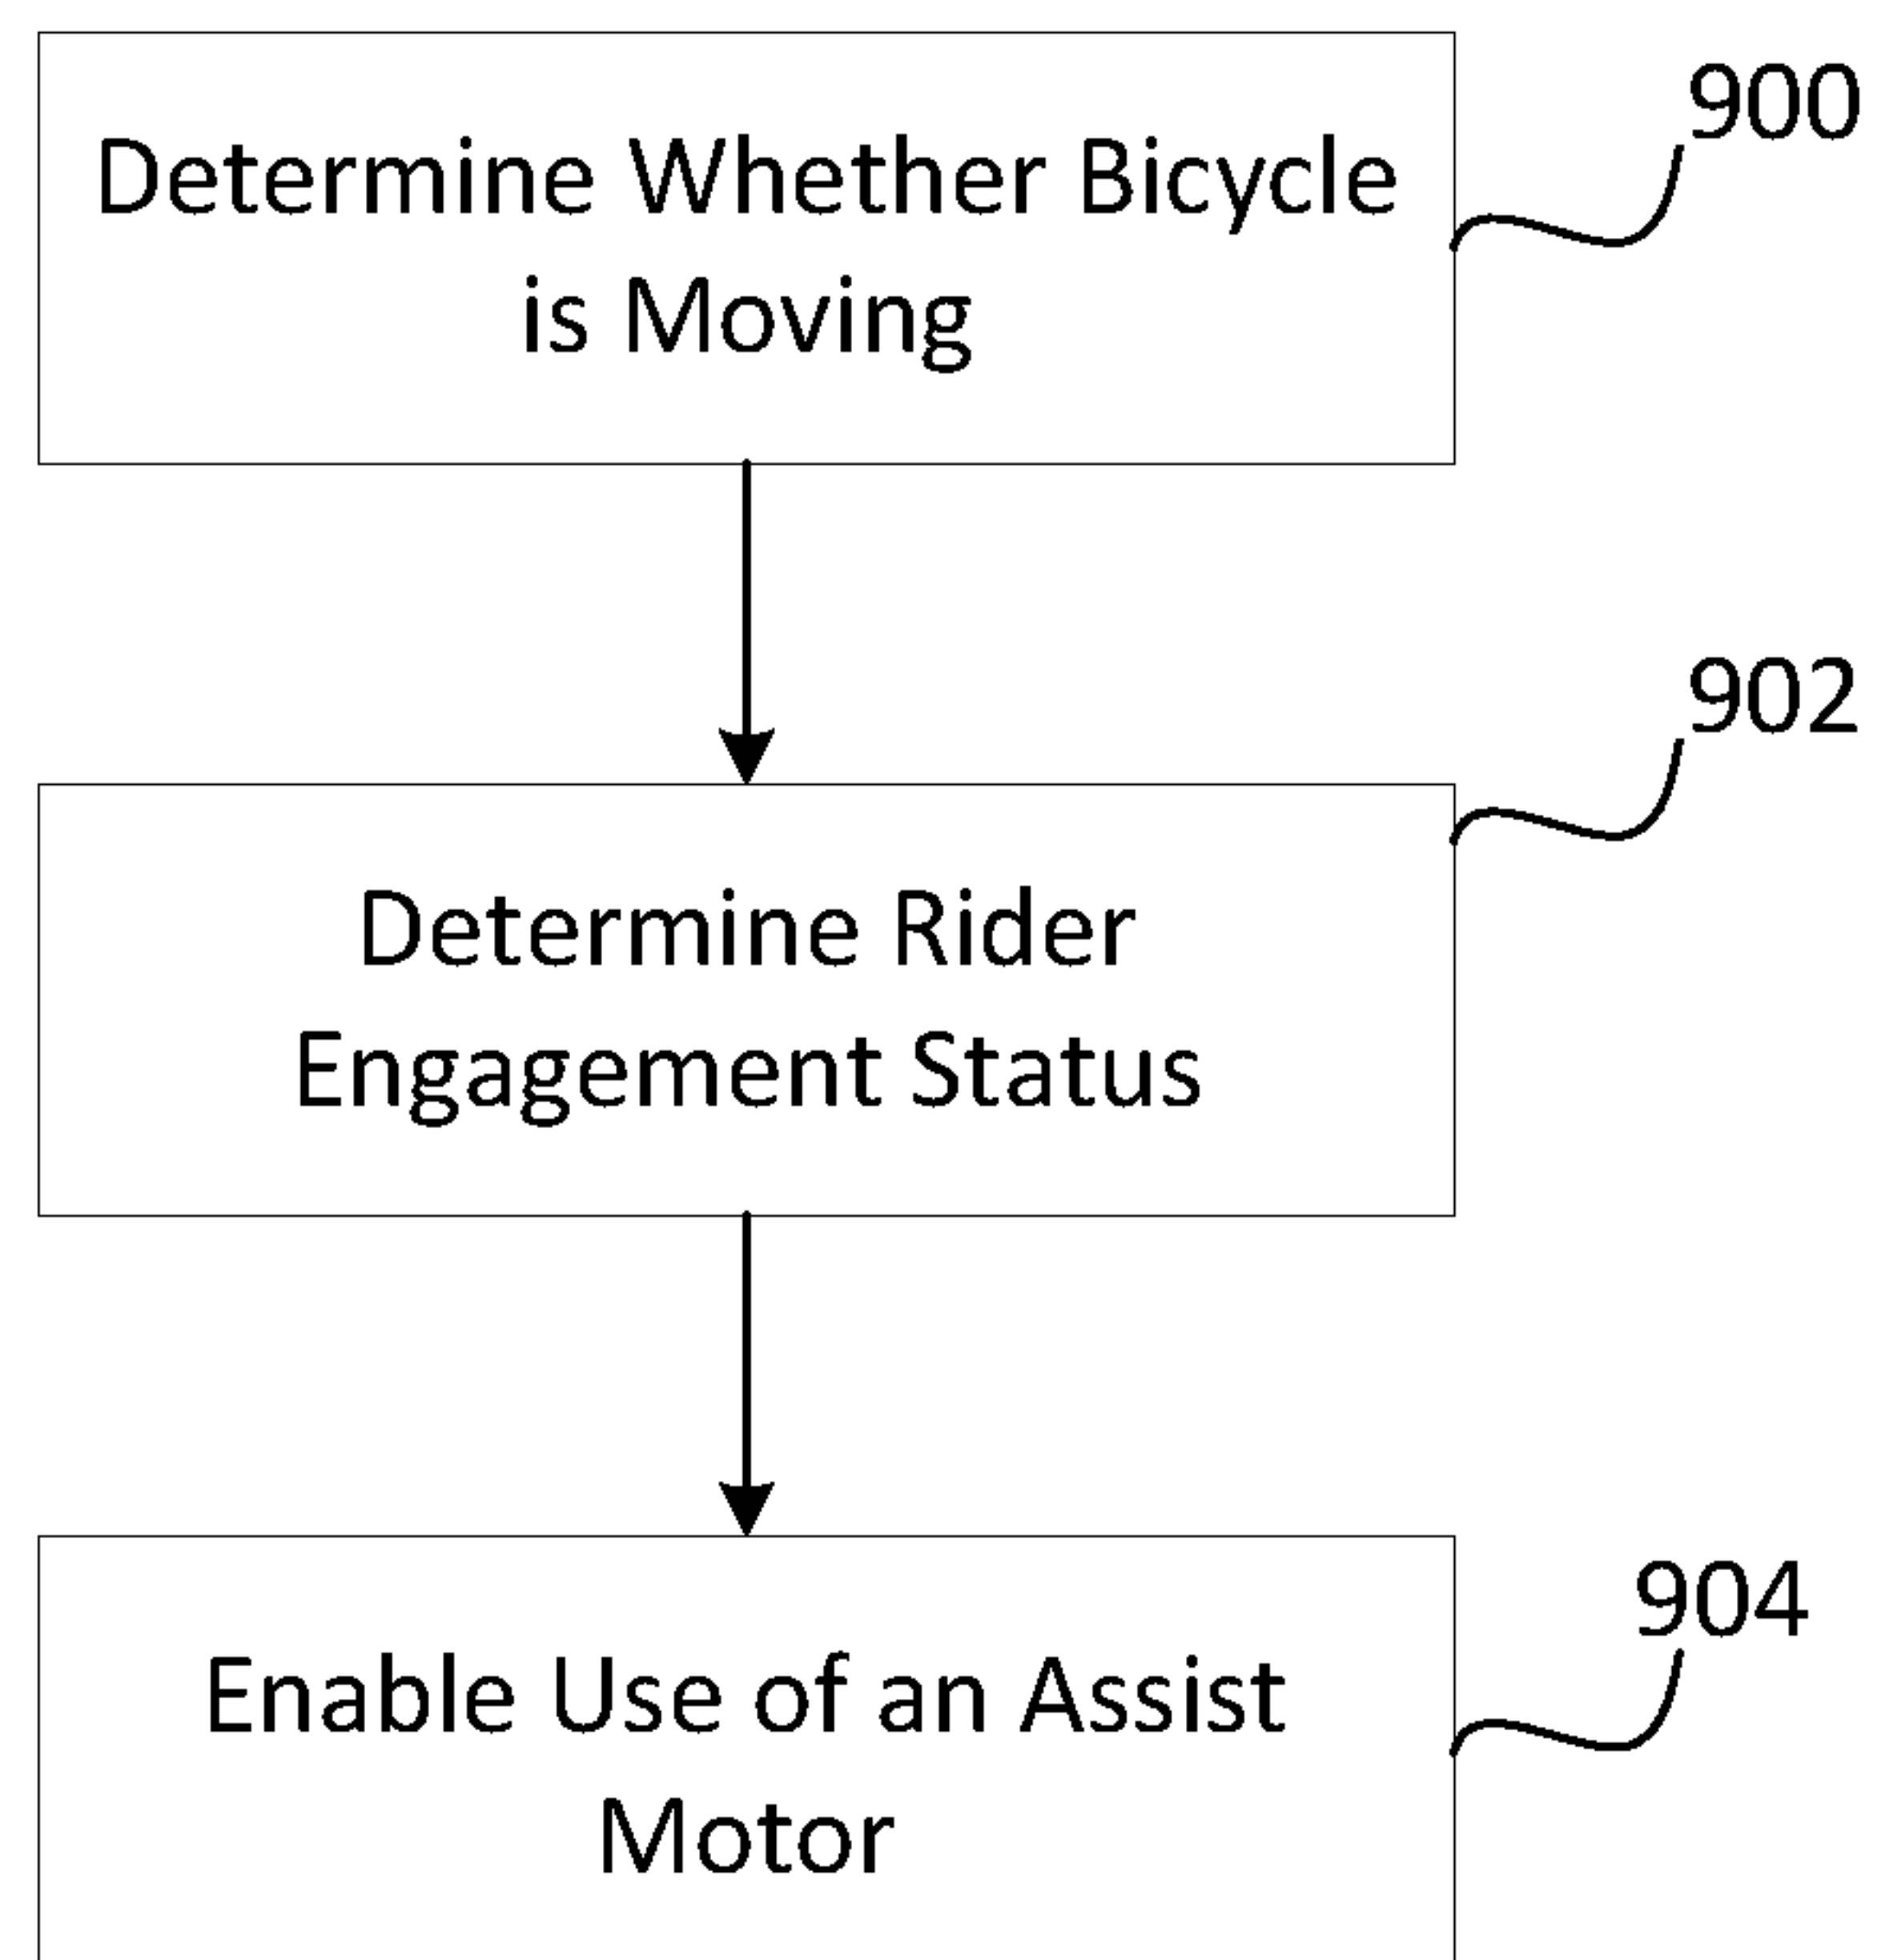 900
Determine Whether Bicycle
is Moving
902
Determine Rider
Engagement Status
904
Enable Use of an Assist
Motor